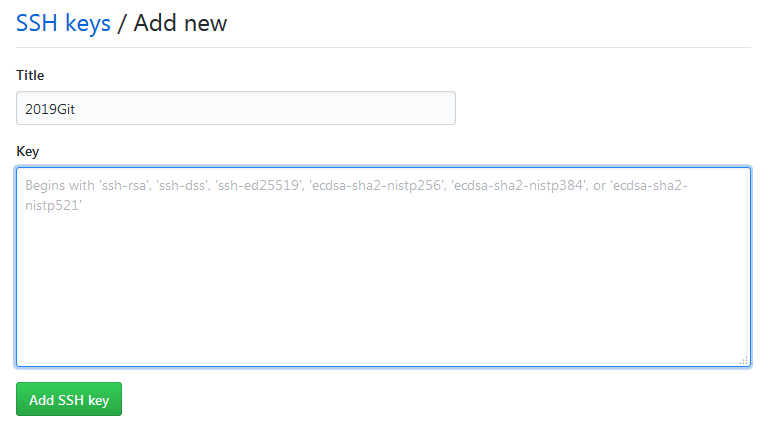 SSH keys / Add new
Title
2019Git
Key
Begins with 'ssh-rsa', 'ssh-dss', 'ssh-ed25519', 'ecdsa-sha2-nistp256', 'ecdsa-sha2-nistp384', or 'ecdsa-sha2-
nistp521'
Add SSH key